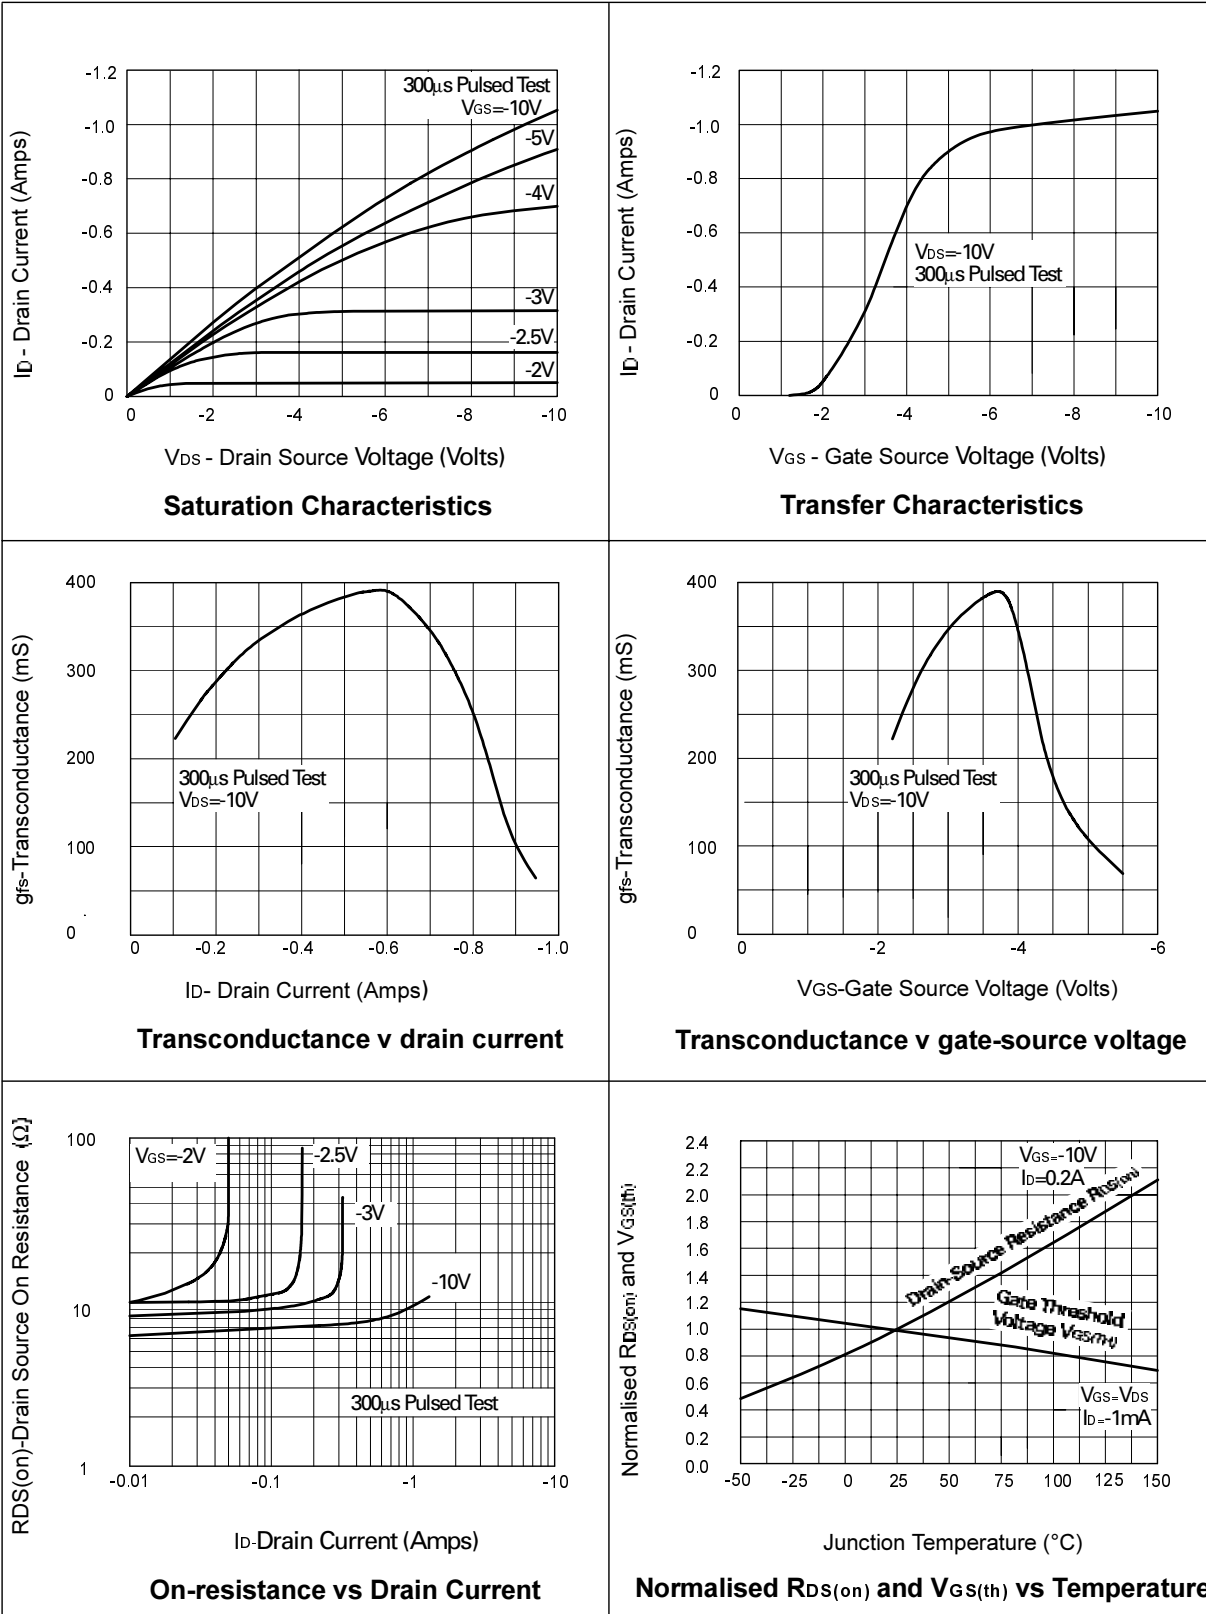 -1.2
-1.0
-0.8
-0.6
-0.4
-0.2
0
300µs Pulsed Test
VGS=-10V
-5V
-4V
-3V
-2.5V
-2V
0 -2 -4 -6 -8 -10
ID - Drain Current (Amps)
VDS - Drain Source Voltage (Volts)
Saturation Characteristics
-1.2
-1.0
-0.8
-0.6
-0.4
-0.2
0
VDS=-10V
300µs Pulsed Test
0 -2 -4 -6 -8 -10
ID - Drain Current (Amps)
VGS - Gate Source Voltage (Volts)
Transfer Characteristics
400
300
200
100
0
300µs Pulsed Test
VDS=-10V
0 -0.2 -0.4 -0.6 -0.8 -1.0
gfs-Transconductance (mS)
ID- Drain Current (Amps)
Transconductance v drain current
400
300
200
100
0
300µs Pulsed Test
VDS=-10V
0 -2 -4 -6
gfs-Transconductance (mS)
VGS-Gate Source Voltage (Volts)
Transconductance v gate-source voltage
100
10
1
VGS=-2V
-2.5V
-3V
-10V
300µs Pulsed Test
-0.01 -0.1 -1 -10
RDS(on)-Drain Source On Resistance (Ω)
ID-Drain Current (Amps)
On-resistance vs Drain Current
2.4
2.2
2.0
1.8
1.6
1.4
1.2
1.0
0.8
0.6
0.4
0.2
0.0
VGS=-10V
ID=0.2A
Drain-Source Resistance RDS(on)
Gate Threshold
Voltage VGS(TH)
VGS=VDS
ID=-1mA
-50 -25 0 25 50 75 100 125 150
Normalised RDS(on) and VGS(th)
Junction Temperature (°C)
Normalised RDS(on) and VGS(th) vs Temperature